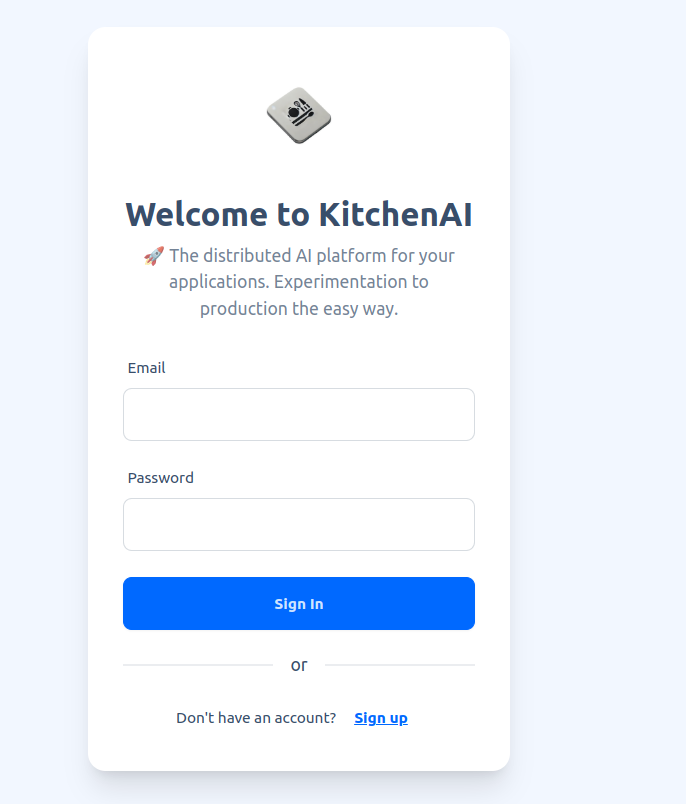 Welcome to KitchenAI
🚀 The distributed AI platform for your
applications. Experimentation to
production the easy way.
Email
Password
Sign In
or
Don't have an account? Sign up